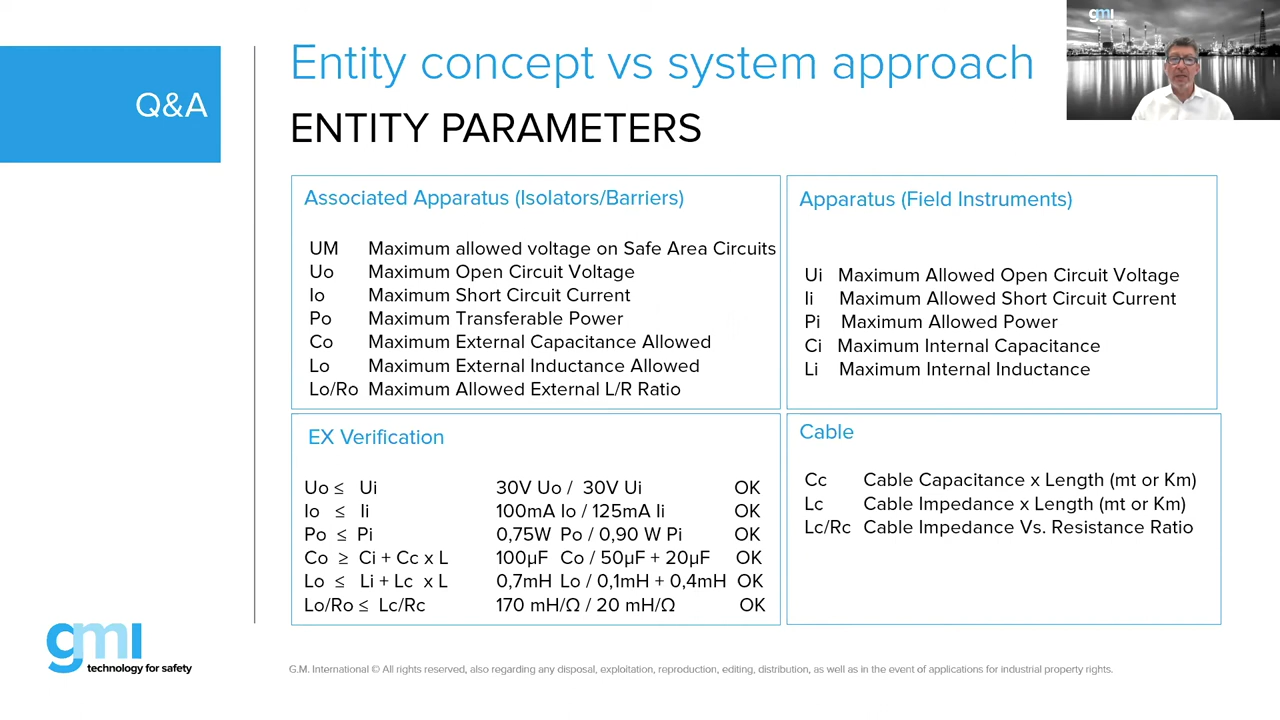 gmi
Q&A
Entity concept vs system approach
ENTITY PARAMETERS
Associated Apparatus (Isolators/Barriers)
UM Maximum allowed voltage on Safe Area Circuits
Uo Maximum Open Circuit Voltage
Io Maximum Short Circuit Current
Po Maximum Transferable Power
Co Maximum External Capacitance Allowed
Lo Maximum External Inductance Allowed
Lo/Ro Maximum Allowed External L/R Ratio
Apparatus (Field Instruments)
Ui Maximum Allowed Open Circuit Voltage
Ii Maximum Allowed Short Circuit Current
Pi Maximum Allowed Power
Ci Maximum Internal Capacitance
Li Maximum Internal Inductance
EX Verification
Uo ≤ Ui 30V Uo / 30V Ui OK
Io ≤ Ii 100mA Io / 125mA Ii OK
Po ≤ Pi 0,75W Po / 0,90 W Pi OK
Co ≥ Ci + Cc x L 100µF Co / 50µF + 20µF OK
Lo ≤ Li + Lc x L 0,7mH Lo / 0,1mH + 0,4mH OK
Lo/Ro ≤ Lc/Rc 170 mH/Ω / 20 mH/Ω OK
Cable
Cc Cable Capacitance x Length (mt or Km)
Lc Cable Impedance x Length (mt or Km)
Lc/Rc Cable Impedance Vs. Resistance Ratio
gmi
technology for safety
G.M. International © All rights reserved, also regarding any disposal, exploitation, reproduction, editing, distribution, as well as in the event of applications for industrial property rights.